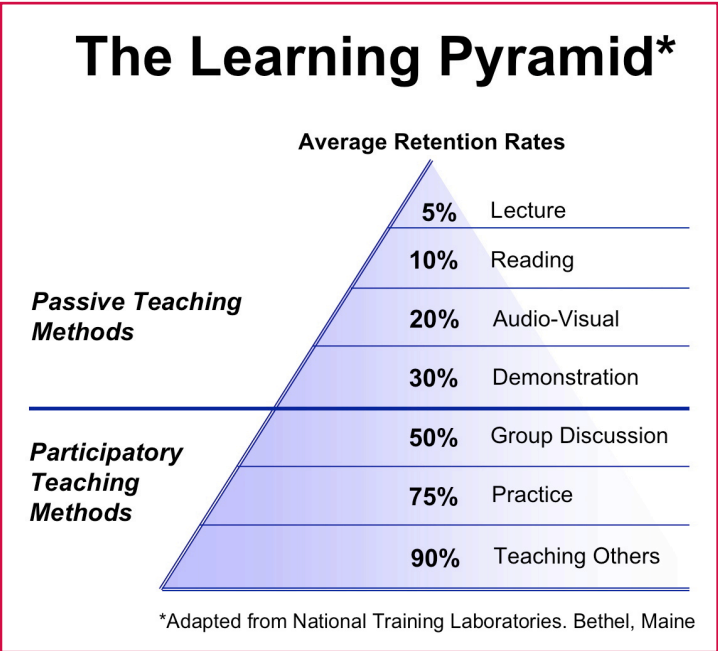 The Learning Pyramid*
Average Retention Rates
5% Lecture
10% Reading
Passive Teaching
Methods
20% Audio-Visual
30% Demonstration
Participatory
Teaching
Methods
50% Group Discussion
75% Practice
90% Teaching Others
*Adapted from National Training Laboratories. Bethel, Maine